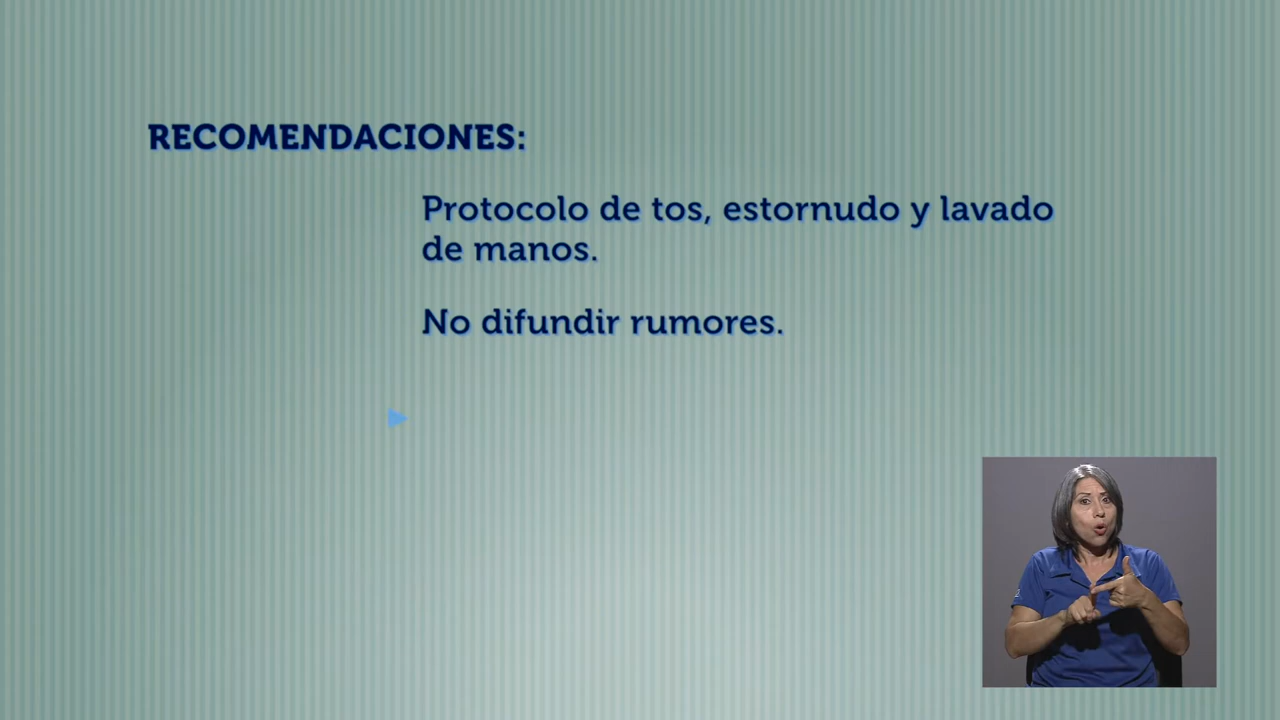 RECOMENDACIONES:
Protocolo de tos, estornudo y lavado
de manos.
No difundir rumores.